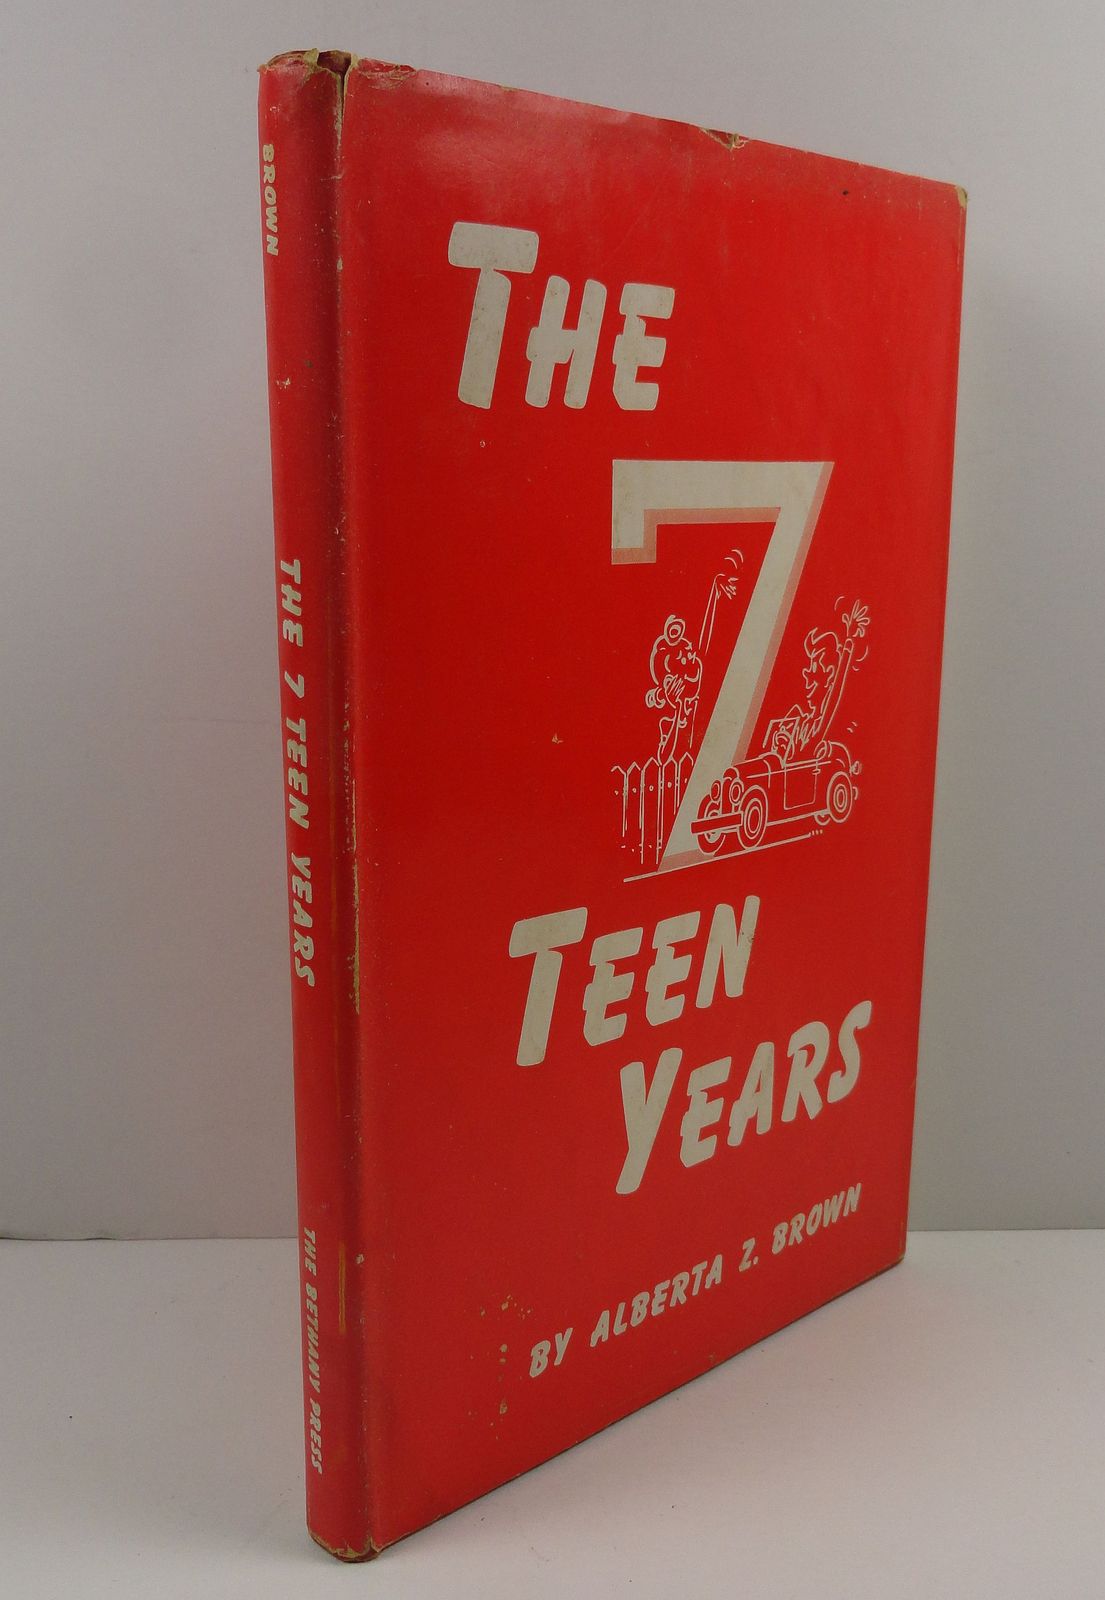 BROWN
THE 7 TEEN YEARS
THE BETHANY PRESS
THE
7
TEEN
YEARS
BY ALBERTA Z. BROWN